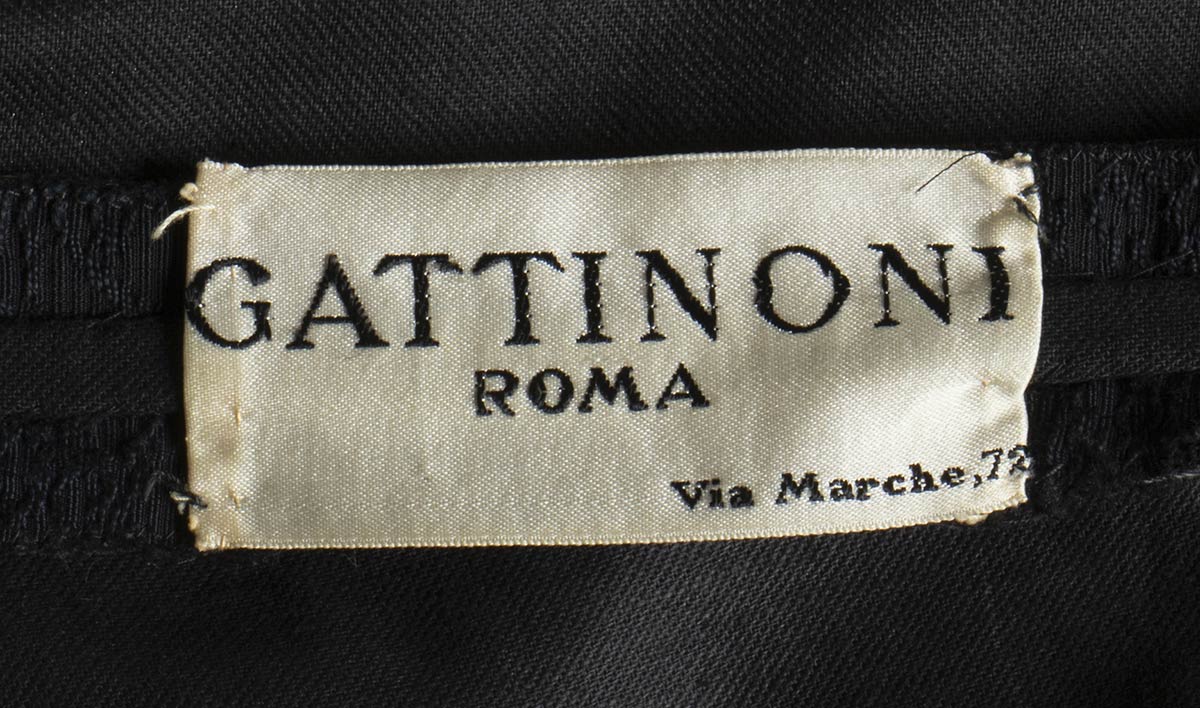 GATTINONI
ROMA
Via Marche,72